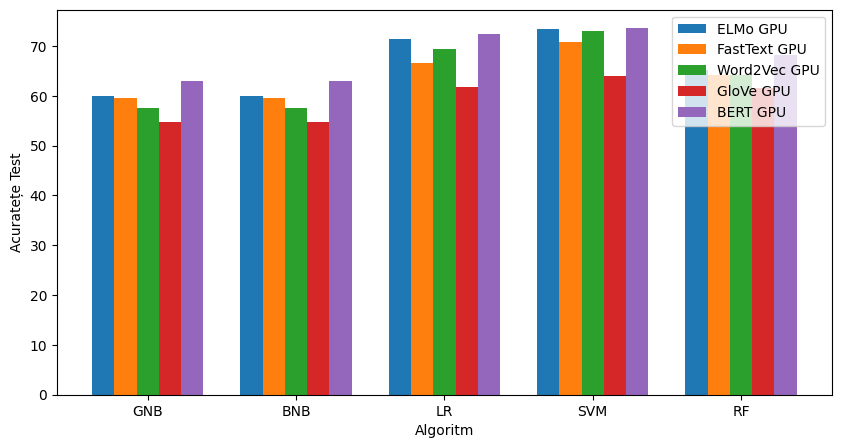 ELMo GPU
FastText GPU
Word2Vec GPU
GloVe GPU
BERT GPU
Acuratețe Test
70
60
50
40
30
20
10
0
GNB BNB LR SVM RF
Algoritm